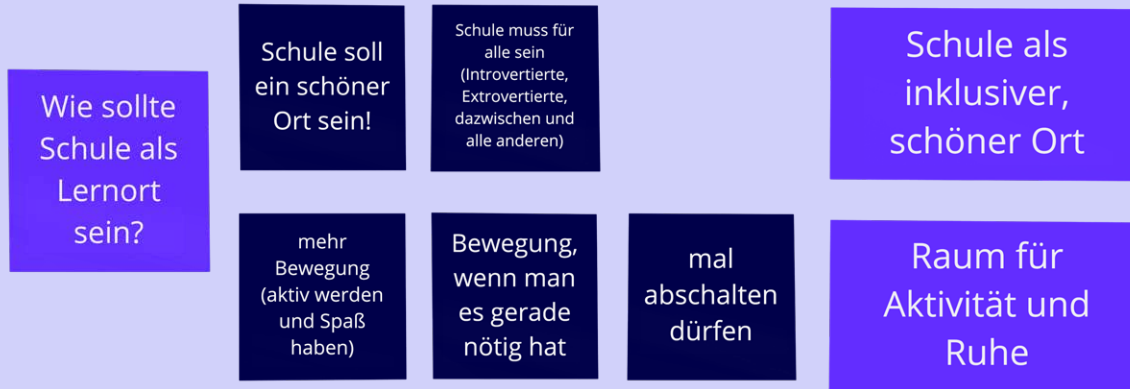 Wie sollte
Schule als
Lernort
sein?
Schule soll
ein schöner
Ort sein!
Schule muss für
alle sein
(Introvertierte,
Extrovertierte,
dazwischen und
alle anderen)
Schule als
inklusiver,
schöner Ort
mehr
Bewegung
(aktiv werden
und Spaß
haben)
Bewegung,
wenn man
es gerade
nötig hat
mal
abschalten
dürfen
Raum für
Aktivität und
Ruhe